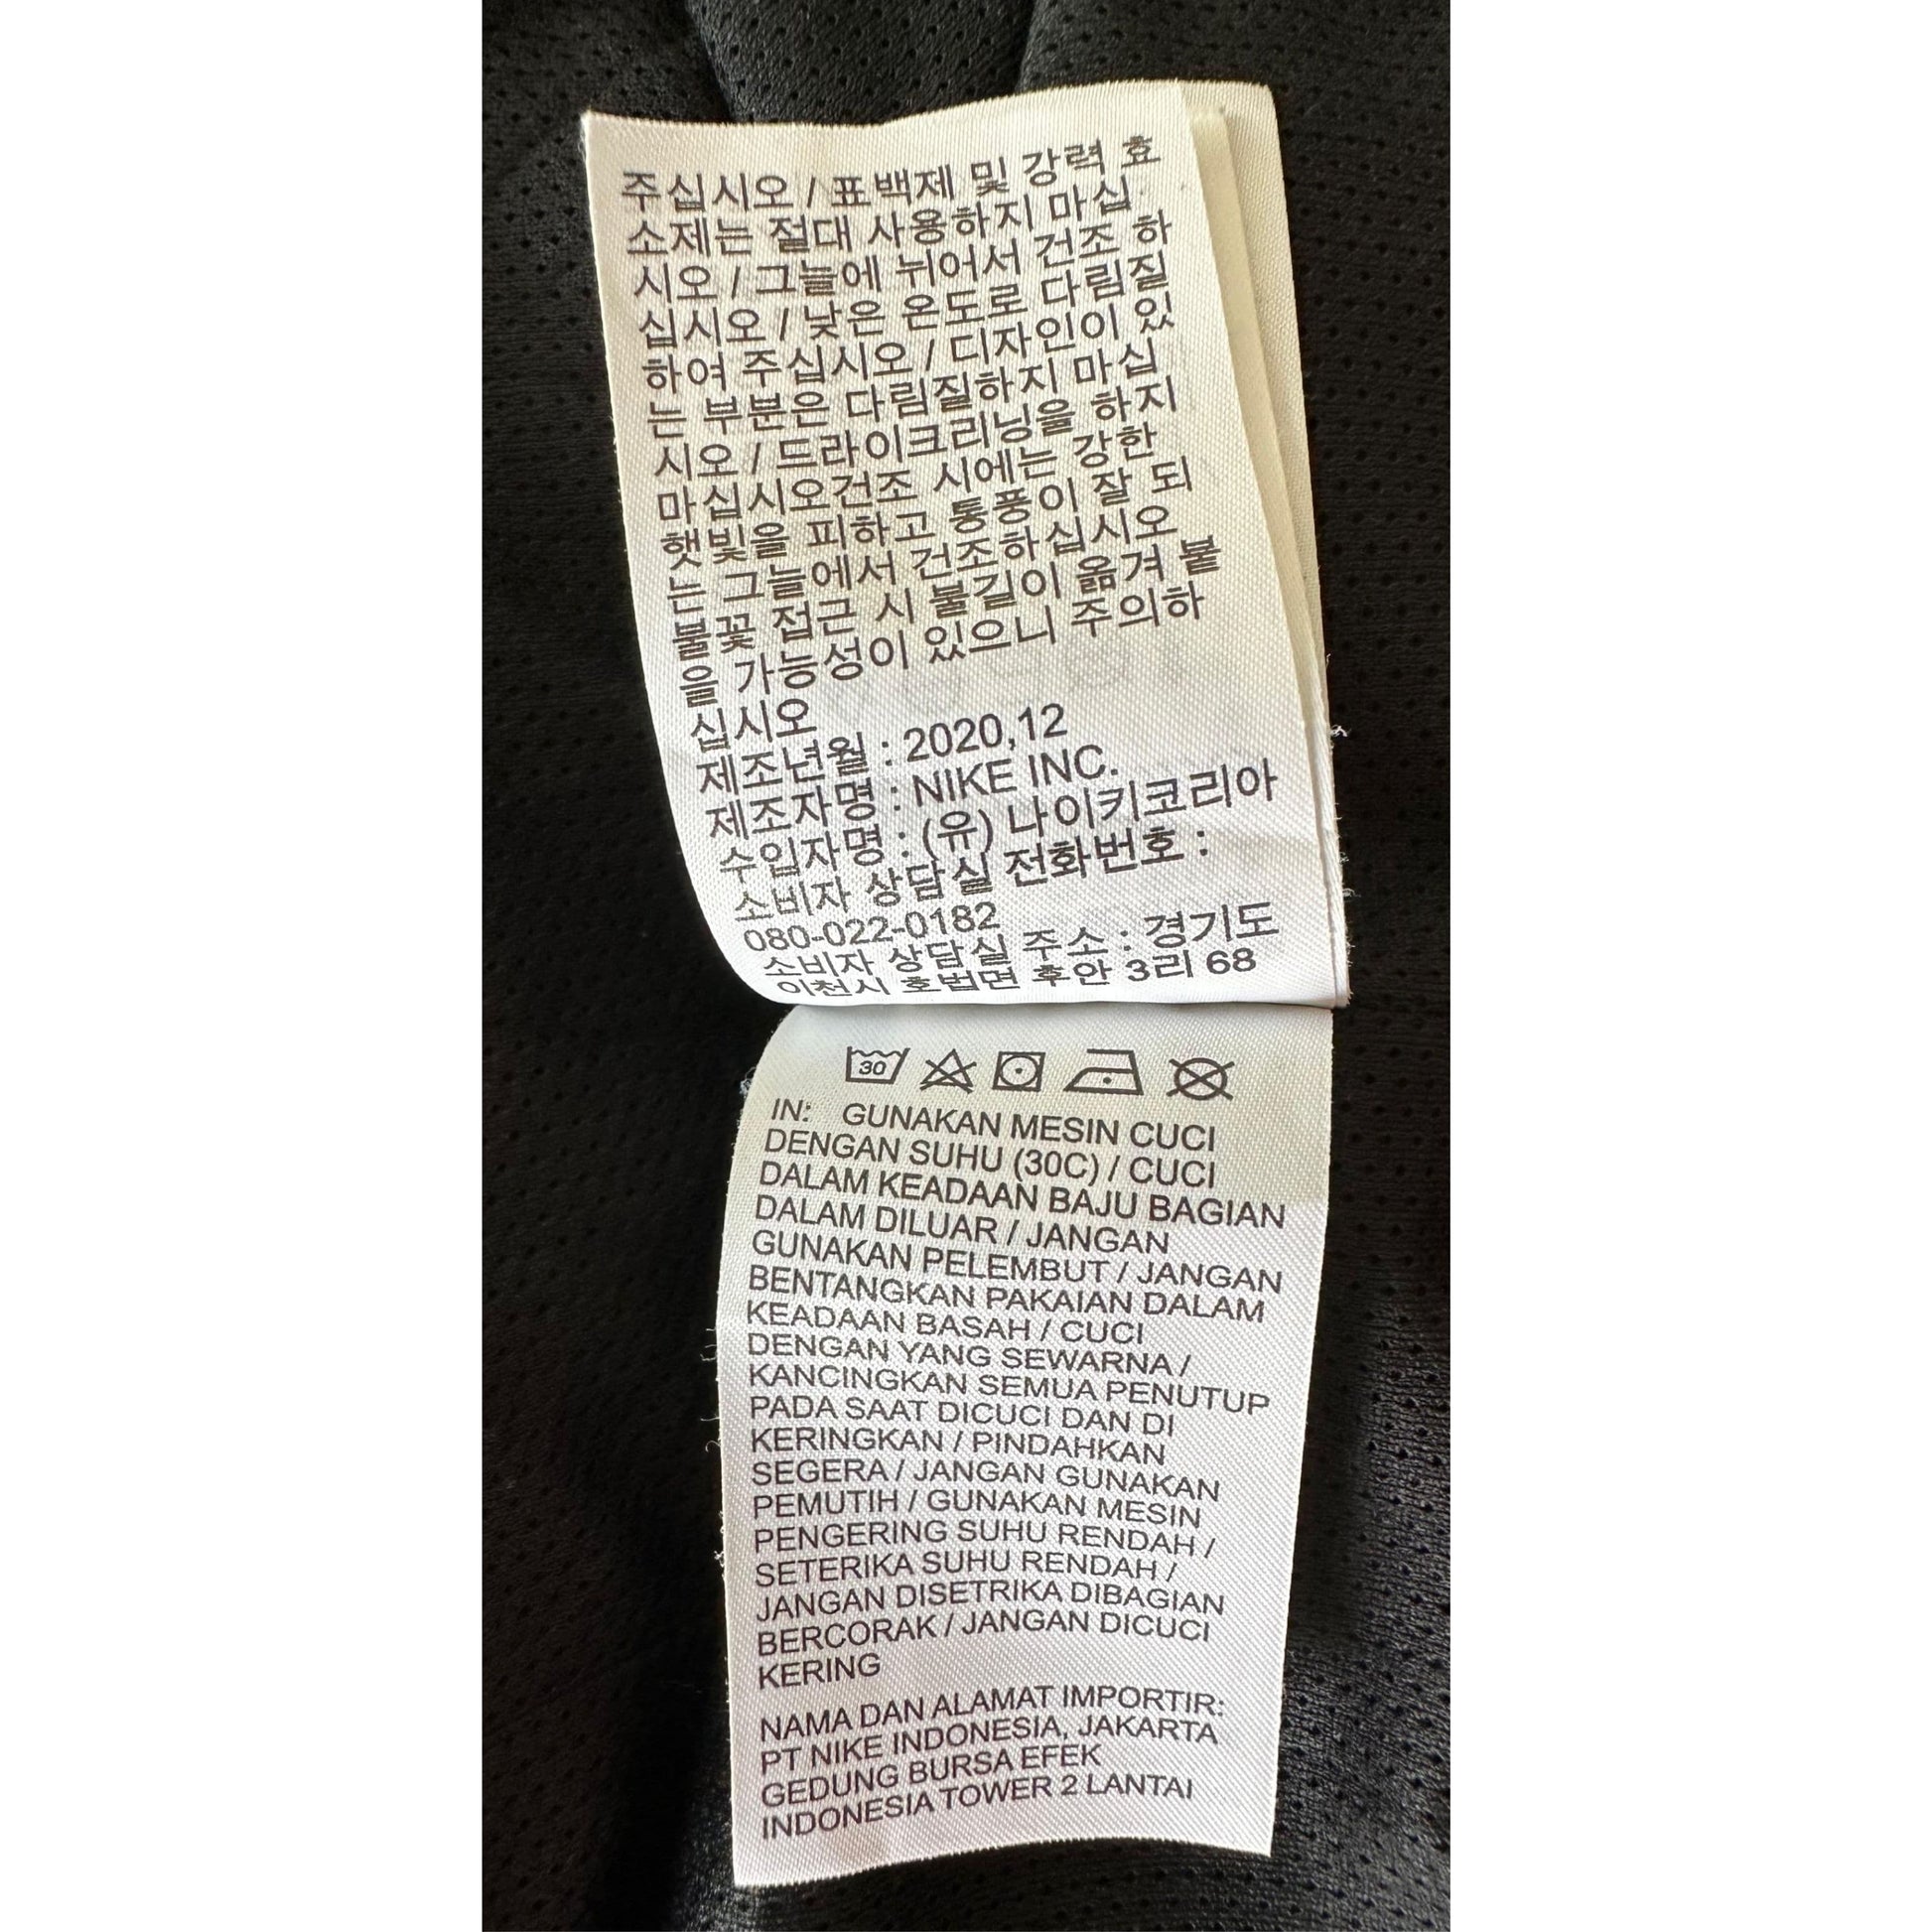 주십시오 / 표백제 및 강력 효
소제는 절대 사용하지 마십
시오 / 그늘에 뉘어서 건조 하
십시오 / 낮은 온도로 다림질
하여 주십시오 / 디자인이 있
는 부분은 다림질하지 마십
시오 / 드라이크리닝을 하지
마십시오건조 시에는 강한
햇빛을 피하고 통풍이 잘 되
는 그늘에서 건조하십시오
불꽃 접근 시 불길이 옮겨 붙
을 가능성이 있으니 주의하
십시오
제조년월 : 2020,12
제조자명 : NIKE INC.
수입자명 : (유) 나이키코리아
소비자 상담실 전화번호 :
080-022-0182
소비자 상담실 주소 : 경기도
이천시 호법면 후안 3리 68
30
IN: GUNAKAN MESIN CUCI
DENGAN SUHU (30C) / CUCI
DALAM KEADAAN BAJU BAGIAN
DALAM DILUAR / JANGAN
GUNAKAN PELEMBUT / JANGAN
BENTANGKAN PAKAIAN DALAM
KEADAAN BASAH / CUCI
DENGAN YANG SEWARNA /
KANCINGKAN SEMUA PENUTUP
PADA SAAT DICUCI DAN DI
KERINGKAN / PINDAHKAN
SEGERA / JANGAN GUNAKAN
PEMUTIH / GUNAKAN MESIN
PENGERING SUHU RENDAH /
SETERIKA SUHU RENDAH /
JANGAN DISETRIKA DIBAGIAN
BERCORAK / JANGAN DICUCI
KERING
NAMA DAN ALAMAT IMPORTIR:
PT NIKE INDONESIA, JAKARTA
GEDUNG BURSA EFEK
INDONESIA TOWER 2 LANTAI